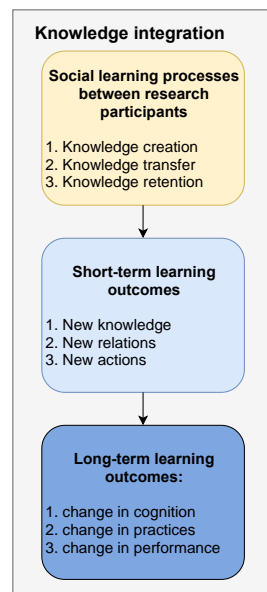 Knowledge integration
Social learning processes
between research
participants
1. Knowledge creation
2. Knowledge transfer
3. Knowledge retention
Short-term learning
outcomes
1. New knowledge
2. New relations
3. New actions
Long-term learning
outcomes:
1. change in cognition
2. change in practices
3. change in performance